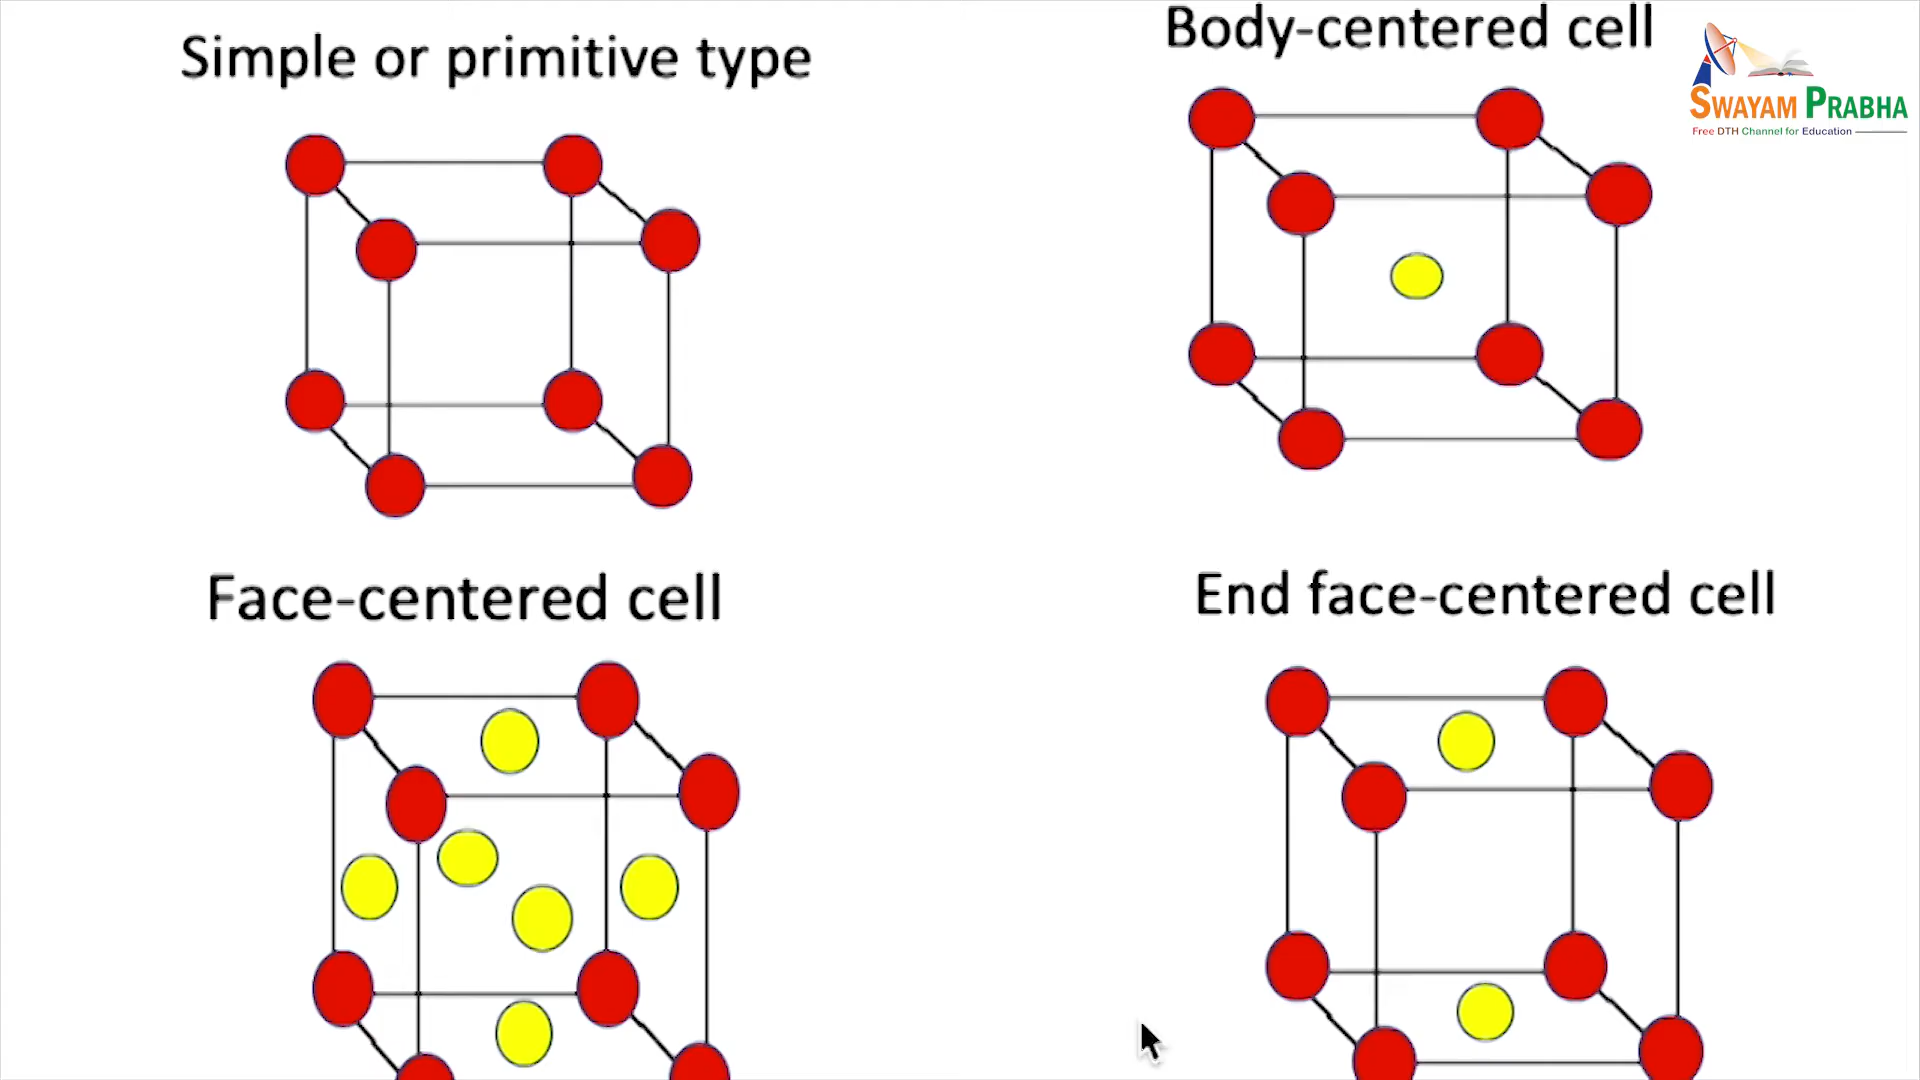 Simple or primitive type
Body-centered cell
SWAYAM PRABHA
Free DTH Channel for Education
Face-centered cell
End face-centered cell